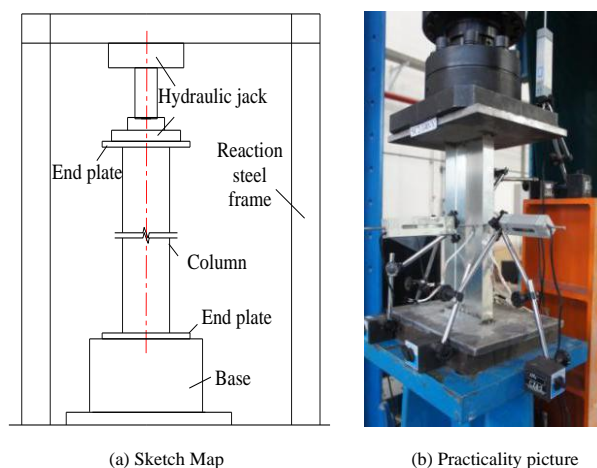 Hydraulic jack
End plate
Reaction
steel
frame
Column
End plate
Base
(a) Sketch Map
(b) Practicality picture